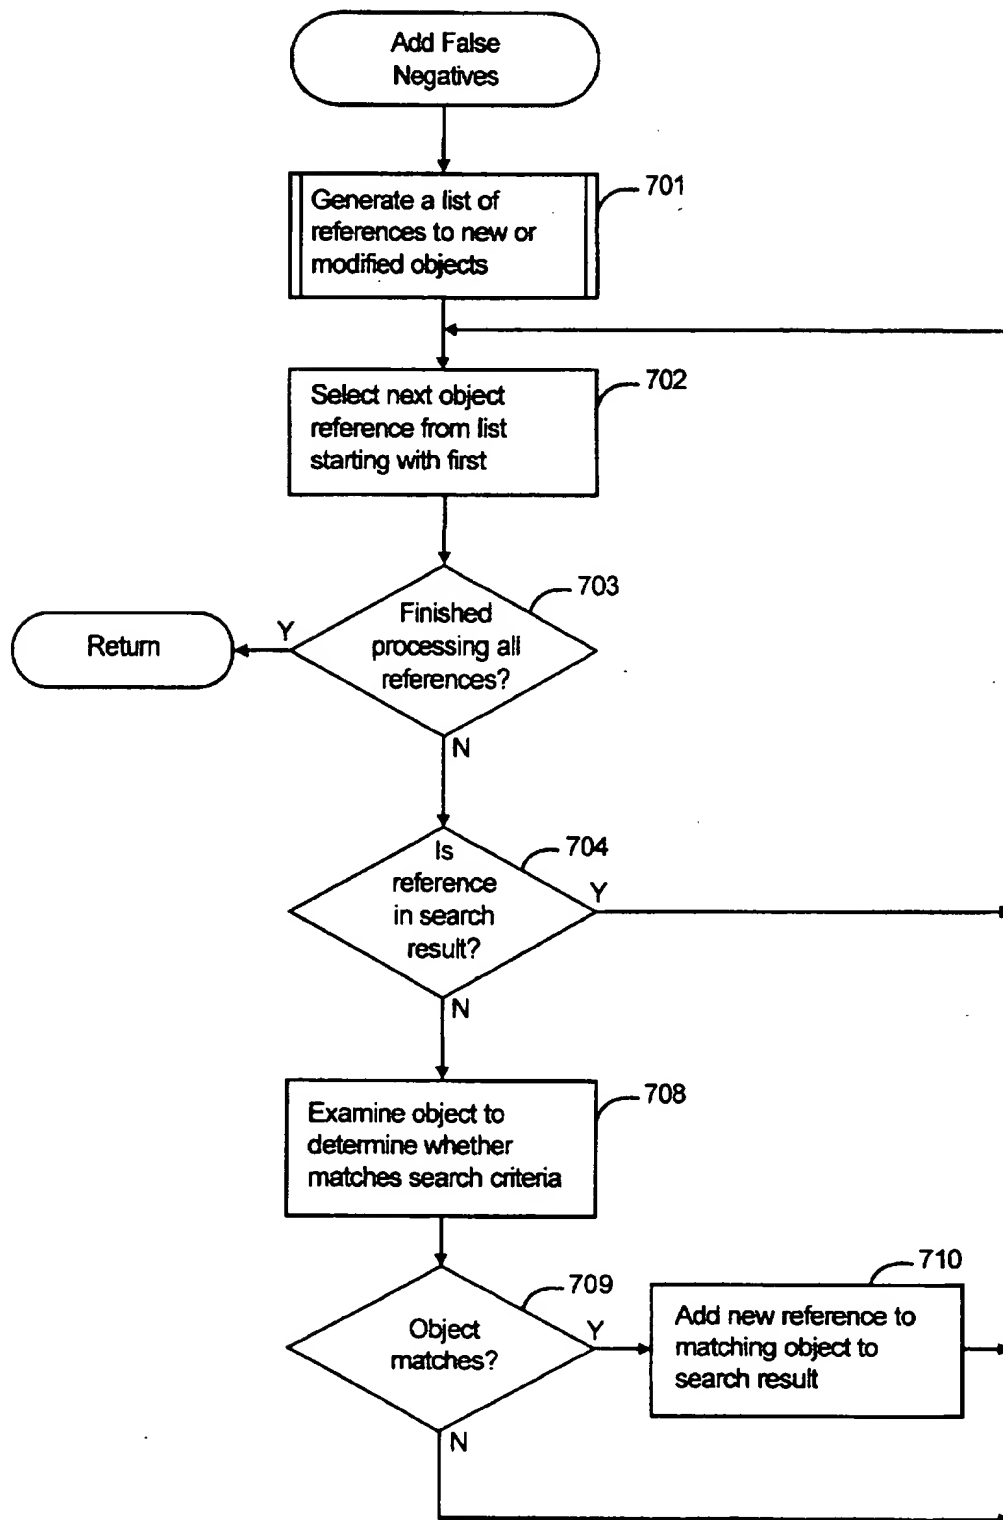 Add False
Negatives
701
Generate a list of
references to new or
modified objects
702
Select next object
reference from list
starting with first
703
Finished
processing all
references?
Y
Return
N
704
Is
reference
in search
result?
Y
N
708
Examine object to
determine whether
matches search criteria
709
Object
matches?
Y
710
Add new reference to
matching object to
search result
N